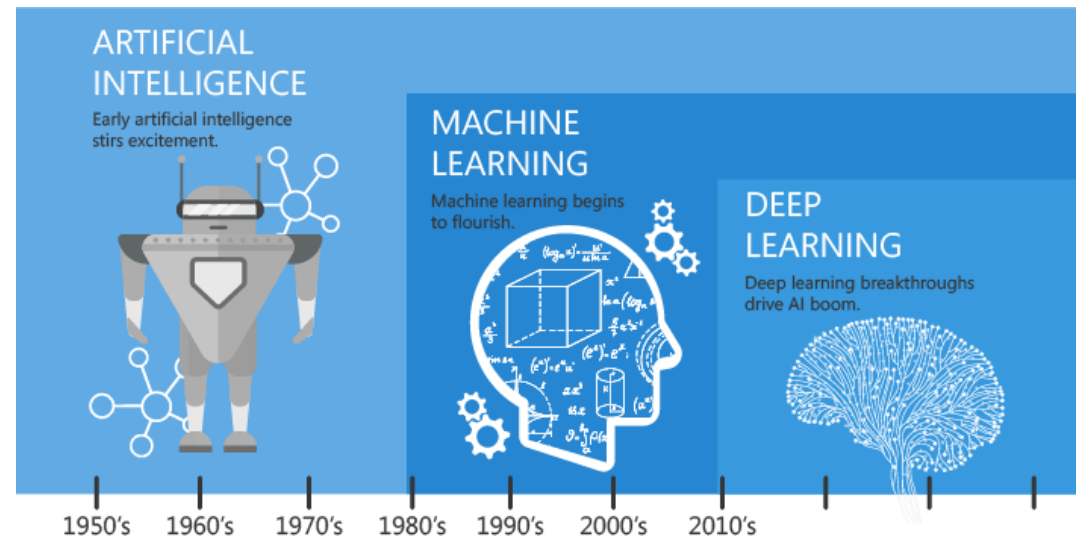 ARTIFICIAL
INTELLIGENCE
Early artificial intelligence
stirs excitement.
MACHINE
LEARNING
Machine learning begins
to flourish.
DEEP
LEARNING
Deep learning breakthroughs
drive AI boom.
1950's 1960's 1970's 1980's 1990's 2000's 2010's